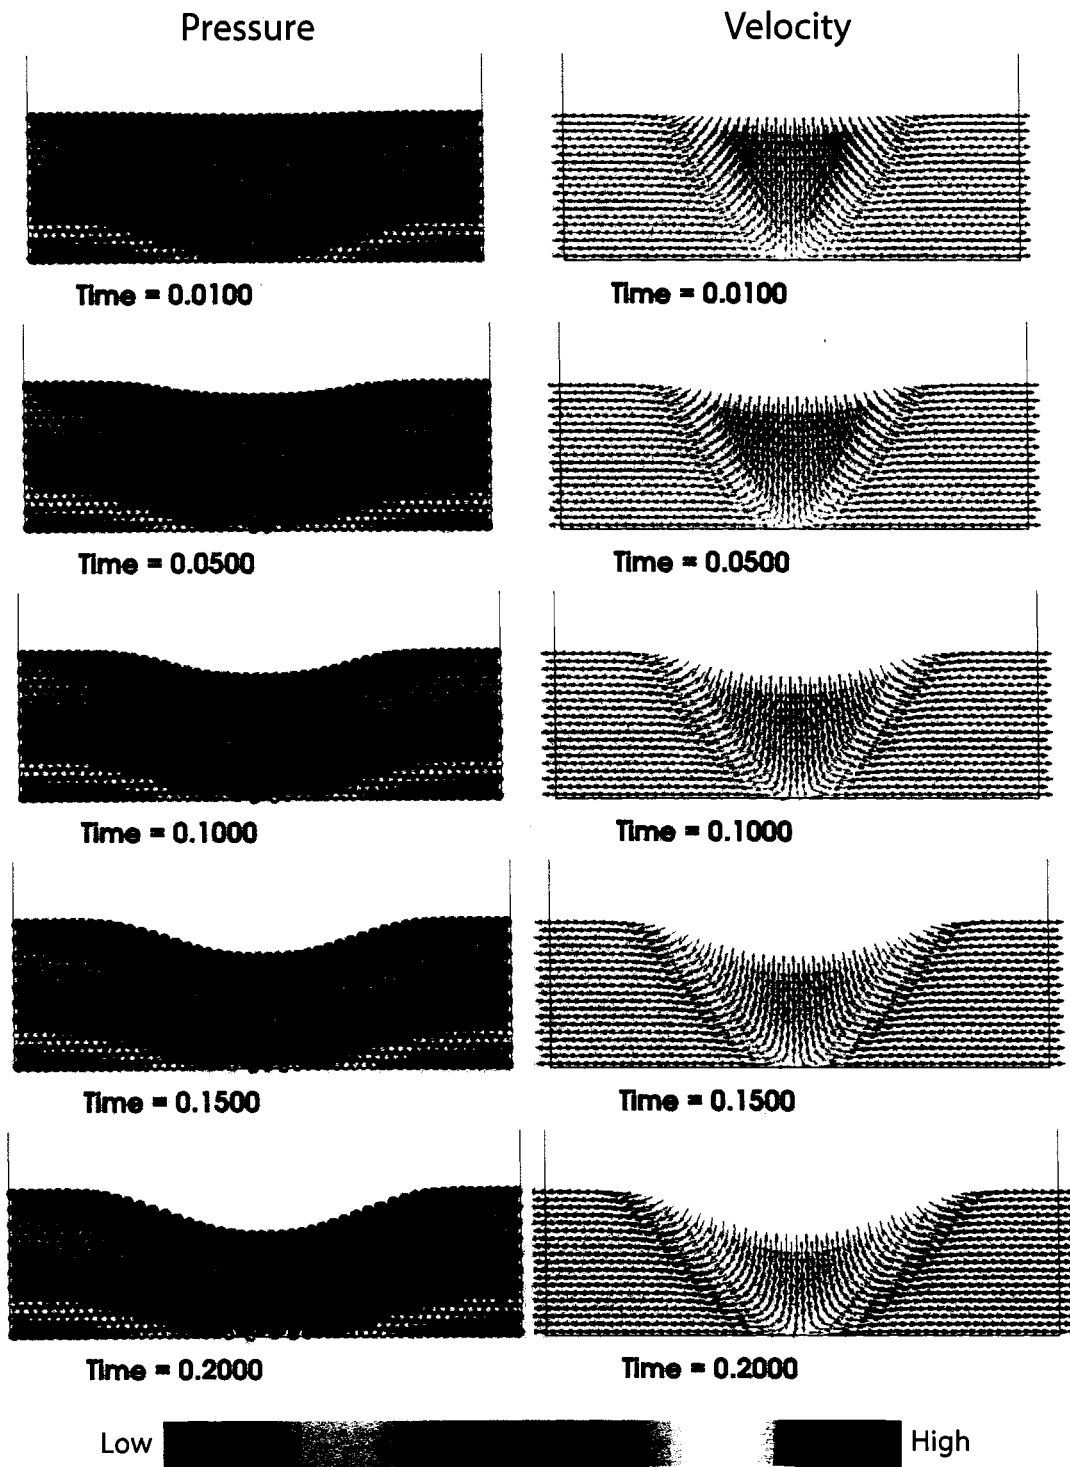 Pressure Velocity
Time = 0.0100 Time = 0.0100
Time = 0.0500 Time = 0.0500
Time = 0.1000 Time = 0.1000
Time = 0.1500 Time = 0.1500
Time = 0.2000 Time = 0.2000
Low High